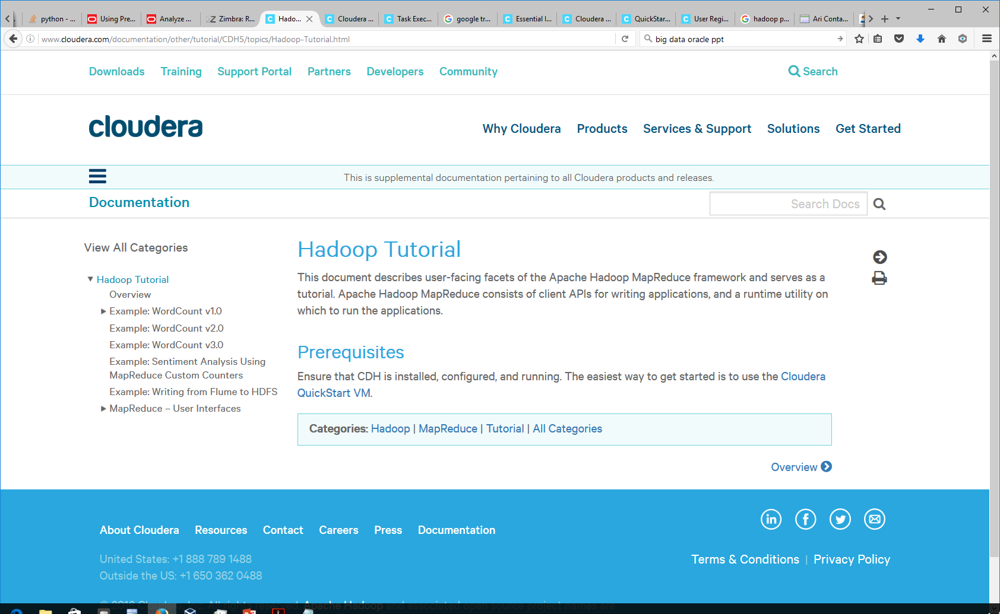 python - ...
Using Pre...
Analyze ...
Zimbra: R...
Hado...
Cloudera ...
Task Exec...
google tr...
Essential I...
Cloudera ...
QuickStar...
User Regi...
hadoop p...
Ari Conta...
www.cloudera.com/documentation/other/tutorial/CDH5/topics/Hadoop-Tutorial.html
big data oracle ppt
Downloads Training Support Portal Partners Developers Community
Search
cloudera
Why Cloudera Products Services & Support Solutions Get Started
This is supplemental documentation pertaining to all Cloudera products and releases.
Documentation
Search Docs
View All Categories
Hadoop Tutorial
Overview
Example: WordCount v1.0
Example: WordCount v2.0
Example: WordCount v3.0
Example: Sentiment Analysis Using
MapReduce Custom Counters
Example: Writing from Flume to HDFS
MapReduce – User Interfaces
Hadoop Tutorial
This document describes user-facing facets of the Apache Hadoop MapReduce framework and serves as a
tutorial. Apache Hadoop MapReduce consists of client APIs for writing applications, and a runtime utility on
which to run the applications.
Prerequisites
Ensure that CDH is installed, configured, and running. The easiest way to get started is to use the Cloudera
QuickStart VM.
Categories: Hadoop | MapReduce | Tutorial | All Categories
Overview
About Cloudera Resources Contact Careers Press Documentation
United States: +1 888 789 1488
Outside the US: +1 650 362 0488
Terms & Conditions | Privacy Policy
© 2016 Cloudera, Inc. All rights reserved. Apache Hadoop and associated open source project names are